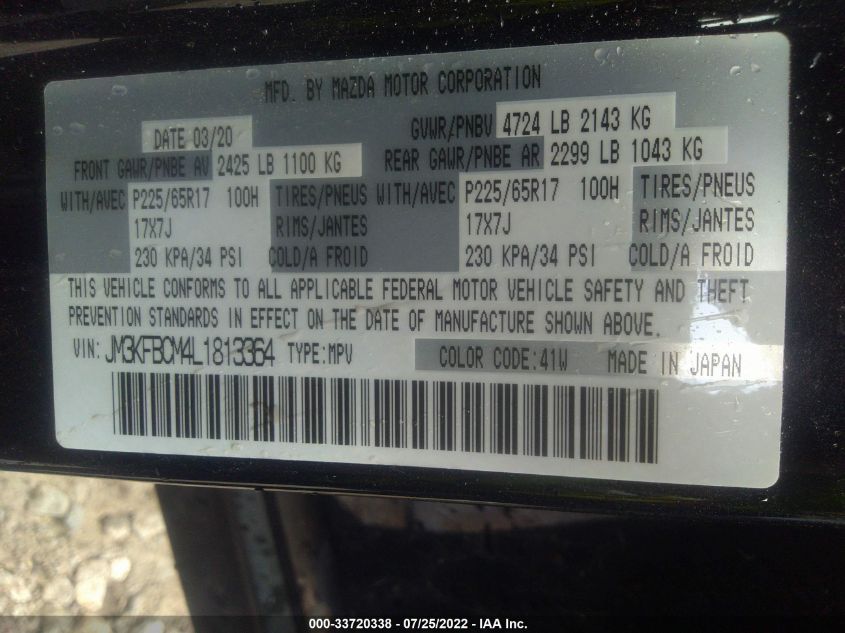 MFD. BY MAZDA MOTOR CORPORATION
DATE 03/20 GVWR/PNBV 4724 LB 2143 KG
FRONT GAWR/PNBE AV 2425 LB 1100 KG REAR GAWR/PNBE AR 2299 LB 1043 KG
WITH/AVEC P225/65R17 100H TIRES/PNEUS WITH/AVEC P225/65R17 100H TIRES/PNEUS
17X7J RIMS/JANTES 17X7J RIMS/JANTES
230 KPA/34 PSI COLD/A FROID 230 KPA/34 PSI COLD/A FROID
THIS VEHICLE CONFORMS TO ALL APPLICABLE FEDERAL MOTOR VEHICLE SAFETY AND THEFT
PREVENTION STANDARDS IN EFFECT ON THE DATE OF MANUFACTURE SHOWN ABOVE.
VIN: JM3KFBCM4L1813364 TYPE:MPV COLOR CODE:41W MADE IN JAPAN
000-33720338 - 07/25/2022 - IAA Inc.